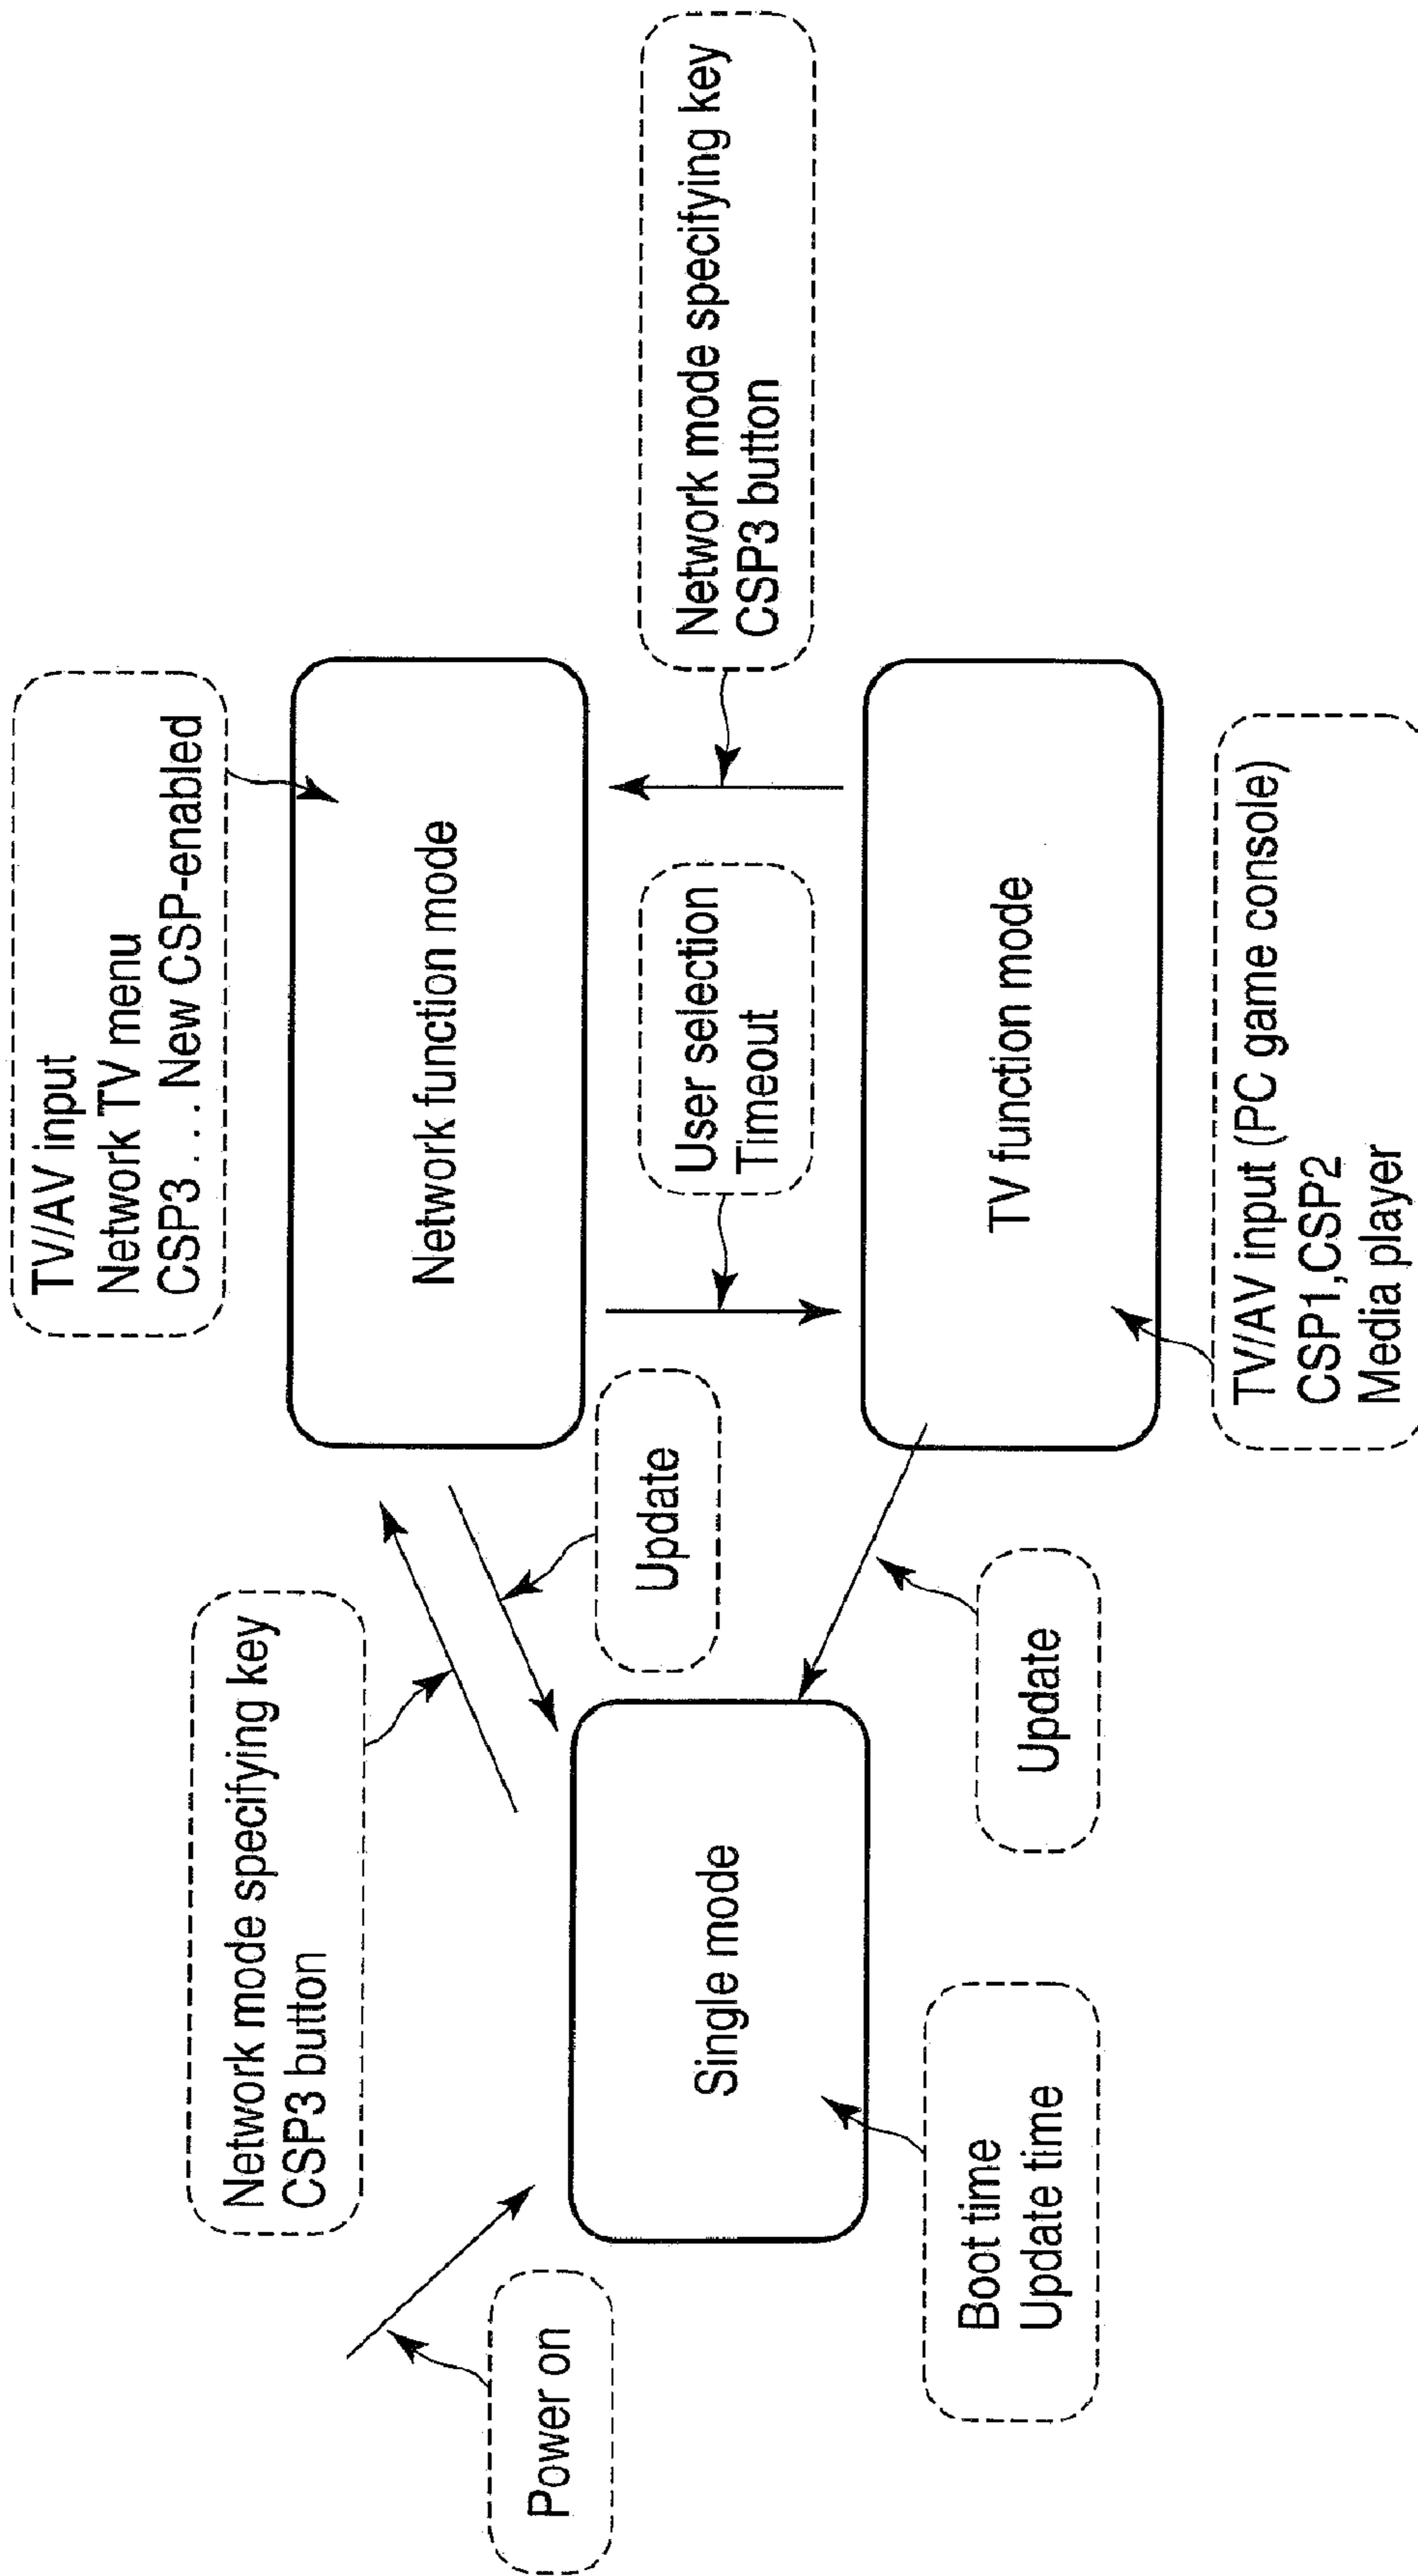 TV/AV input
Network TV menu
CSP3 . . . New CSP-enabled
Network mode specifying key
CSP3 button
Network function mode
Power on
Update
User selection
Timeout
Network mode specifying key
CSP3 button
Single mode
TV function mode
Boot time
Update time
Update
TV/AV input (PC game console)
CSP1,CSP2
Media player